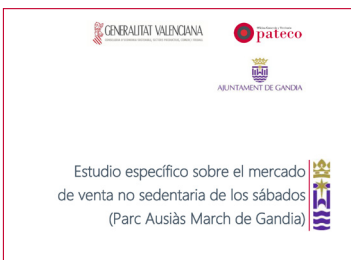 GENERALITAT VALENCIANA
pateco
AJUNTAMENT DE GANDIA
Estudio específico sobre el mercado
de venta no sedentaria de los sábados
(Parc Ausiàs March de Gandia)